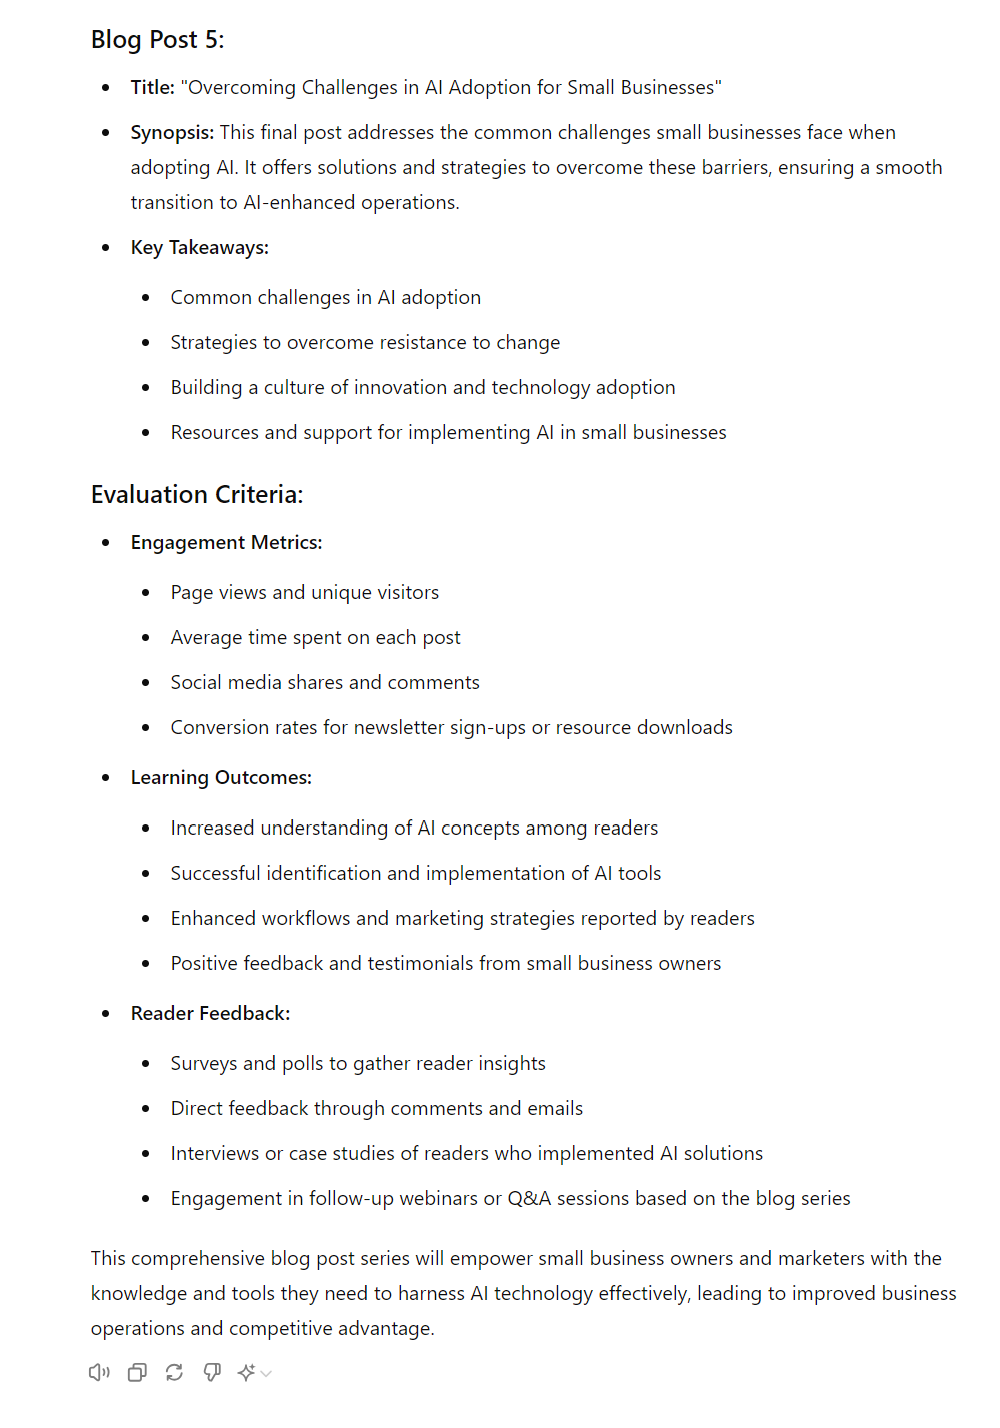 Blog Post 5:
Title: "Overcoming Challenges in AI Adoption for Small Businesses"
Synopsis: This final post addresses the common challenges small businesses face when
adopting AI. It offers solutions and strategies to overcome these barriers, ensuring a smooth
transition to AI-enhanced operations.
Key Takeaways:
Common challenges in AI adoption
Strategies to overcome resistance to change
Building a culture of innovation and technology adoption
Resources and support for implementing AI in small businesses
Evaluation Criteria:
Engagement Metrics:
Page views and unique visitors
Average time spent on each post
Social media shares and comments
Conversion rates for newsletter sign-ups or resource downloads
Learning Outcomes:
Increased understanding of AI concepts among readers
Successful identification and implementation of AI tools
Enhanced workflows and marketing strategies reported by readers
Positive feedback and testimonials from small business owners
Reader Feedback:
Surveys and polls to gather reader insights
Direct feedback through comments and emails
Interviews or case studies of readers who implemented AI solutions
Engagement in follow-up webinars or Q&A sessions based on the blog series
This comprehensive blog post series will empower small business owners and marketers with the
knowledge and tools they need to harness AI technology effectively, leading to improved business
operations and competitive advantage.